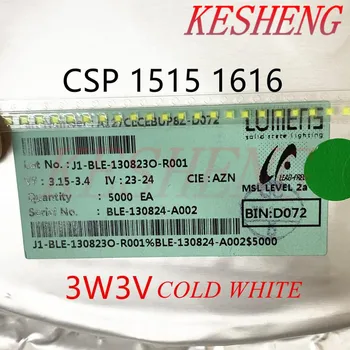 KESHENG
CSP 1515 1616
LUMENS
solid state lighting
Lot No.: J1-BLE-130823O-R001
VF : 3.15-3.4 IV : 23-24 CIE : AZN
LEAD-FREE
MSL LEVEL 2a
Quantity : 5000 EA
Serial No. : BLE-130824-A002
BIN:D072
J1-BLE-130823O-R001%BLE-130824-A002$5000
3W3V COLD WHITE